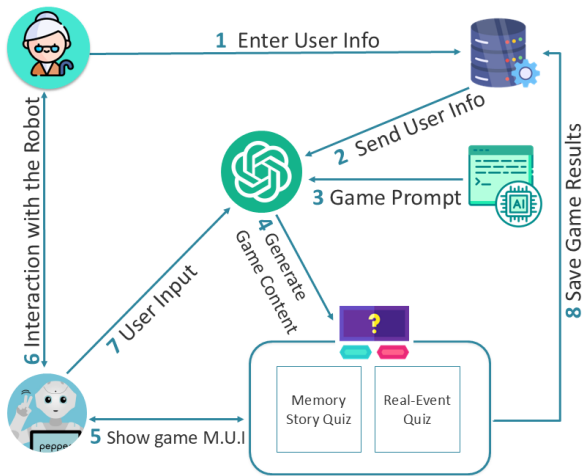 1 Enter User Info
2 Send User Info
3 Game Prompt
>_
AI
4 Generate
Game Content
?
Memory
Story Quiz
Real-Event
Quiz
5 Show game M.U.I
pepper
6 Interaction with the Robot
7 User Input
8 Save Game Results